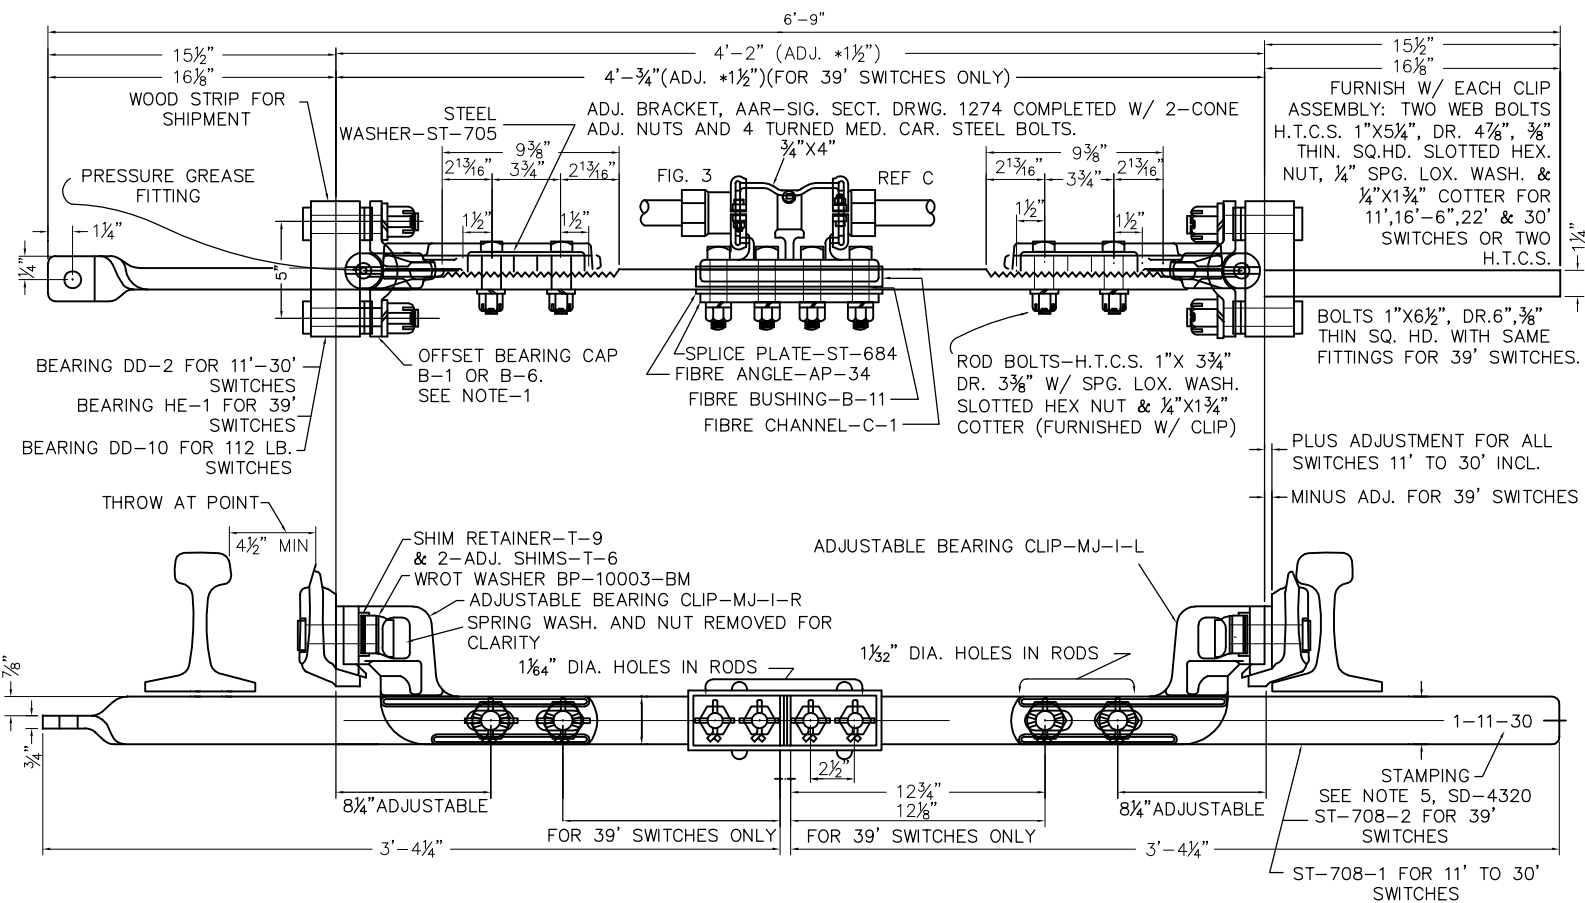 6'-9"
15½"
4'-2" (ADJ. *1½")
15½"
16⅛"
4'-¾"(ADJ. *1½")(FOR 39' SWITCHES ONLY)
16⅛"
WOOD STRIP FOR
SHIPMENT
STEEL
WASHER-ST-705
ADJ. BRACKET, AAR-SIG. SECT. DRWG. 1274 COMPLETED W/ 2-CONE
ADJ. NUTS AND 4 TURNED MED. CAR. STEEL BOLTS.
¾"X4"
FURNISH W/ EACH CLIP
ASSEMBLY: TWO WEB BOLTS
H.T.C.S. 1"X5¼", DR. 4⅞", ⅜"
THIN. SQ.HD. SLOTTED HEX.
NUT, ¼" SPG. LOX. WASH. &
¼"X1¾" COTTER FOR
11',16'-6",22' & 30'
SWITCHES OR TWO
H.T.C.S.
9⅜"
2 13/16"
3¾"
2 13/16"
9⅜"
2 13/16"
3¾"
2 13/16"
PRESSURE GREASE
FITTING
FIG. 3
REF C
1½"
1½"
1½"
1½"
1¼"
1¼"
5"
1¼"
BOLTS 1"X6½", DR.6",⅜"
THIN SQ. HD. WITH SAME
FITTINGS FOR 39' SWITCHES.
BEARING DD-2 FOR 11'-30'
SWITCHES
BEARING HE-1 FOR 39'
SWITCHES
BEARING DD-10 FOR 112 LB.
SWITCHES
OFFSET BEARING CAP
B-1 OR B-6.
SEE NOTE-1
SPLICE PLATE-ST-684
FIBRE ANGLE-AP-34
FIBRE BUSHING-B-11
FIBRE CHANNEL-C-1
ROD BOLTS-H.T.C.S. 1"X 3¾"
DR. 3⅜" W/ SPG. LOX. WASH.
SLOTTED HEX NUT & ¼"X1¾"
COTTER (FURNISHED W/ CLIP)
PLUS ADJUSTMENT FOR ALL
SWITCHES 11' TO 30' INCL.
MINUS ADJ. FOR 39' SWITCHES
THROW AT POINT
4½" MIN
SHIM RETAINER-T-9
& 2-ADJ. SHIMS-T-6
WROT WASHER BP-10003-BM
ADJUSTABLE BEARING CLIP-MJ-I-R
SPRING WASH. AND NUT REMOVED FOR
CLARITY
ADJUSTABLE BEARING CLIP-MJ-I-L
1 1/64" DIA. HOLES IN RODS
1 1/32" DIA. HOLES IN RODS
7/8"
3/4"
1-11-30
2½"
12¾"
12⅛"
8¼"ADJUSTABLE
8¼"ADJUSTABLE
FOR 39' SWITCHES ONLY
FOR 39' SWITCHES ONLY
3'-4¼"
3'-4¼"
STAMPING
SEE NOTE 5, SD-4320
ST-708-2 FOR 39'
SWITCHES
ST-708-1 FOR 11' TO 30'
SWITCHES